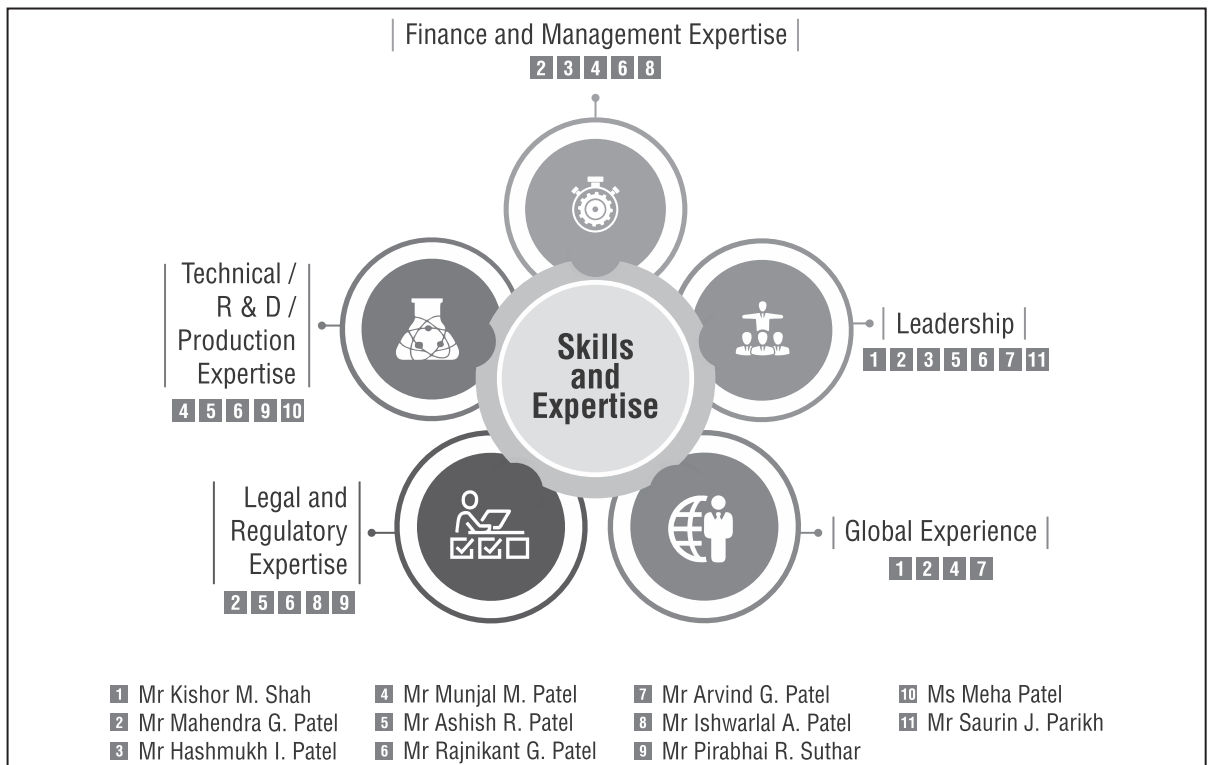 Finance and Management Expertise
2 3 4 6 8
Technical /
R & D /
Production
Expertise
4 5 6 9 10
Skills
and
Expertise
Leadership
1 2 3 5 6 7 11
Legal and
Regulatory
Expertise
2 5 6 8 9
Global Experience
1 2 4 7
1 Mr Kishor M. Shah
2 Mr Mahendra G. Patel
3 Mr Hashmukh I. Patel
4 Mr Munjal M. Patel
5 Mr Ashish R. Patel
6 Mr Rajnikant G. Patel
7 Mr Arvind G. Patel
8 Mr Ishwarlal A. Patel
9 Mr Pirabhai R. Suthar
10 Ms Meha Patel
11 Mr Saurin J. Parikh